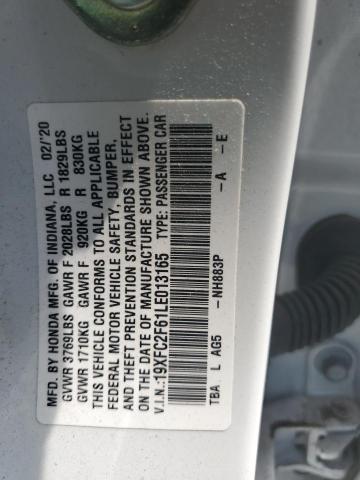 MFD. BY HONDA MFG. OF INDIANA, LLC 02/'20
GVWR 3769LBS GAWR F 2028LBS R 1829LBS
GVWR 1710KG GAWR F 920KG R 830KG
THIS VEHICLE CONFORMS TO ALL APPLICABLE
FEDERAL MOTOR VEHICLE SAFETY, BUMPER,
AND THEFT PREVENTION STANDARDS IN EFFECT
ON THE DATE OF MANUFACTURE SHOWN ABOVE.
V.I.N.:19XFC2F61LE013165 TYPE: PASSENGER CAR
TBA L AG5 -NH883P -A -E